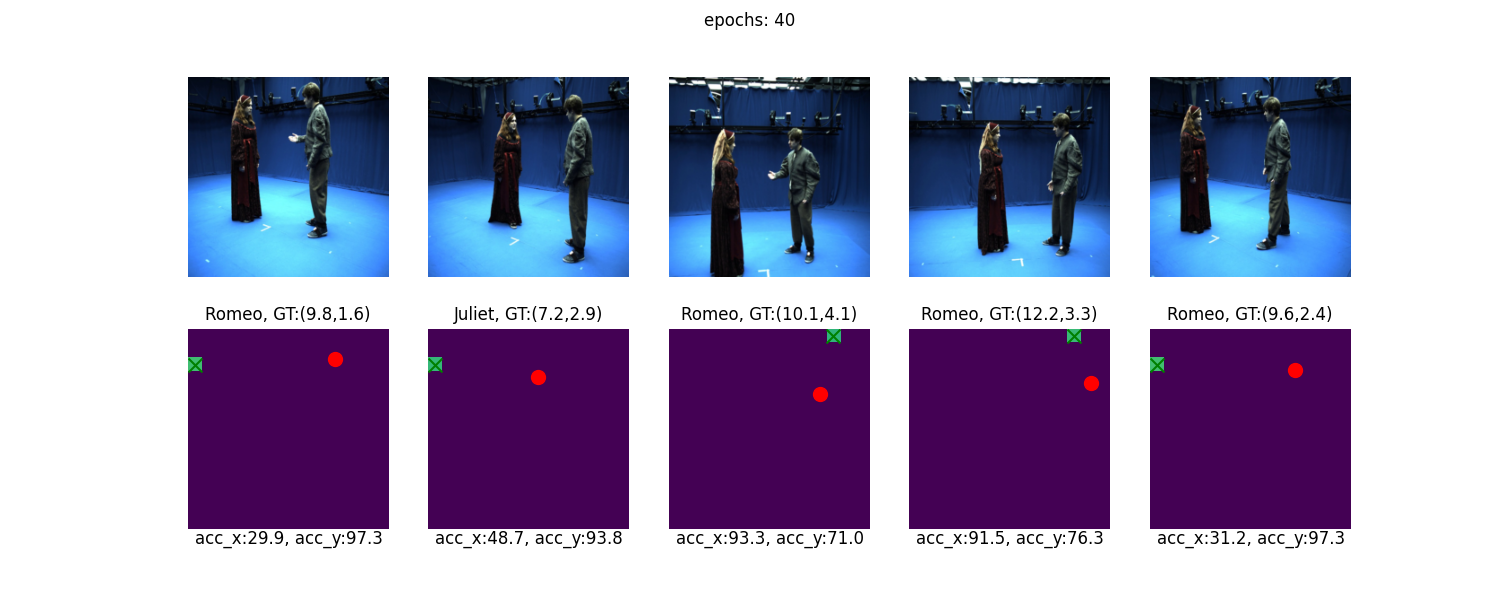 epochs: 40
Romeo, GT:(9.8,1.6)
Juliet, GT:(7.2,2.9)
Romeo, GT:(10.1,4.1)
Romeo, GT:(12.2,3.3)
Romeo, GT:(9.6,2.4)
acc_x:29.9, acc_y:97.3
acc_x:48.7, acc_y:93.8
acc_x:93.3, acc_y:71.0
acc_x:91.5, acc_y:76.3
acc_x:31.2, acc_y:97.3